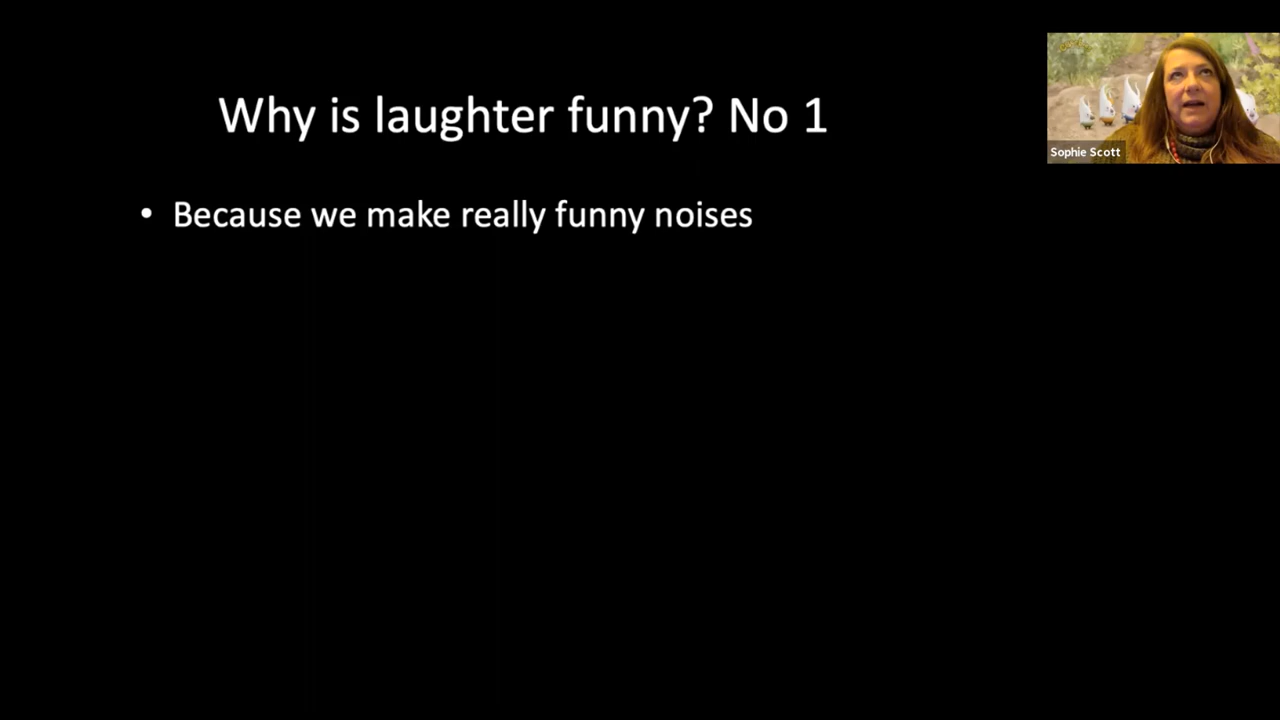 Why is laughter funny? No 1
• Because we make really funny noises
Sophie Scott